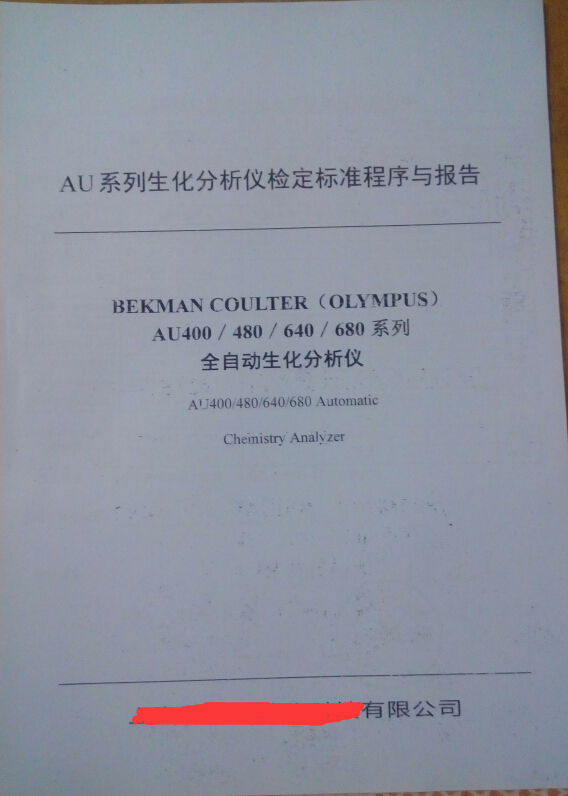 AU系列生化分析仪检定标准程序与报告
BEKMAN COULTER（OLYMPUS）
AU400 / 480 / 640 / 680 系列
全自动生化分析仪
AU400/480/640/680 Automatic
Chemistry Analyzer
有限公司